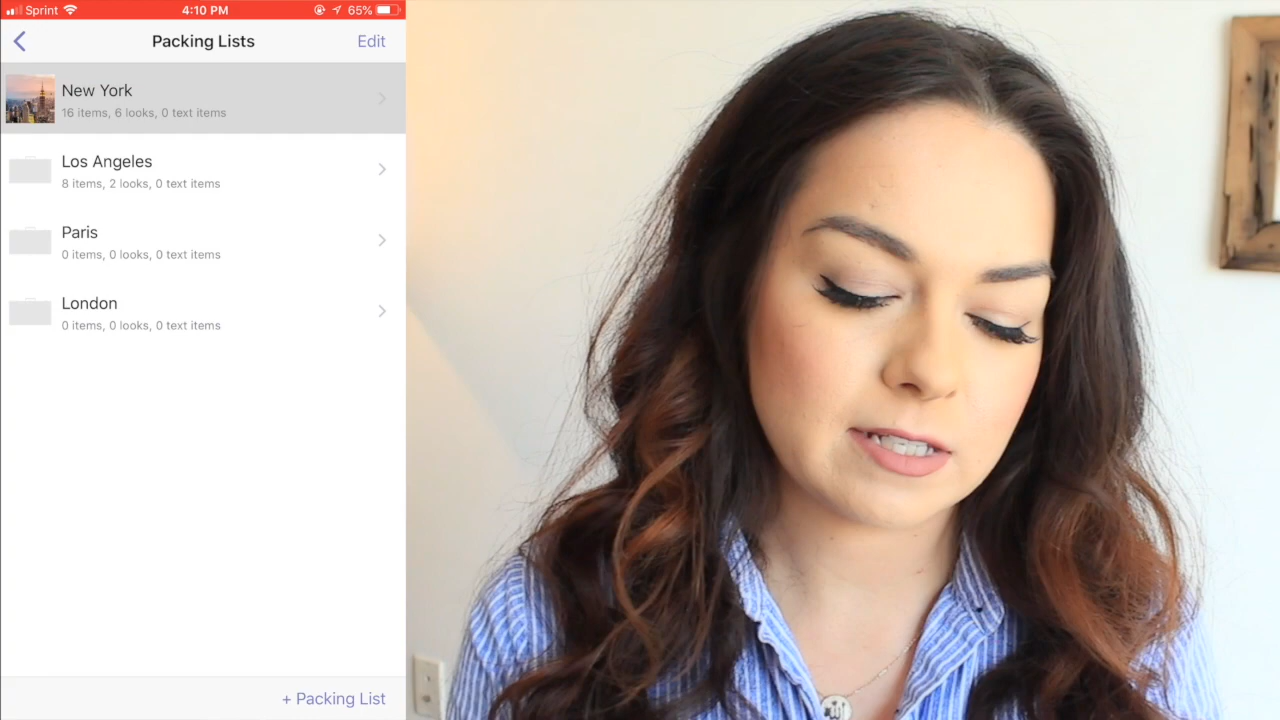 Sprint 4:10 PM 65%
Packing Lists Edit
New York
16 items, 6 looks, 0 text items
Los Angeles
8 items, 2 looks, 0 text items
Paris
0 items, 0 looks, 0 text items
London
0 items, 0 looks, 0 text items
+ Packing List